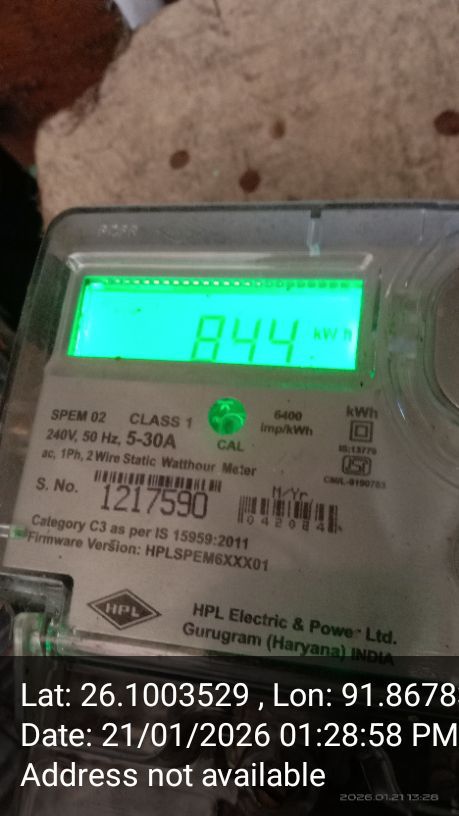 844 kWh
SPEM 02 CLASS 1 6400 kWh
240V, 50 Hz, 5-30A CAL imp/kWh
ac, 1Ph, 2 Wire Static Watthour Meter
IS:13779
S. No. 1217590 M/Yr.
Category C3 as per IS 15959:2011
Firmware Version: HPLSPEM6XXX01
HPL
HPL Electric & Power Ltd.
Gurugram (Haryana) INDIA
Lat: 26.1003529 , Lon: 91.8678
Date: 21/01/2026 01:28:58 PM
Address not available
2026.01.21 13:28